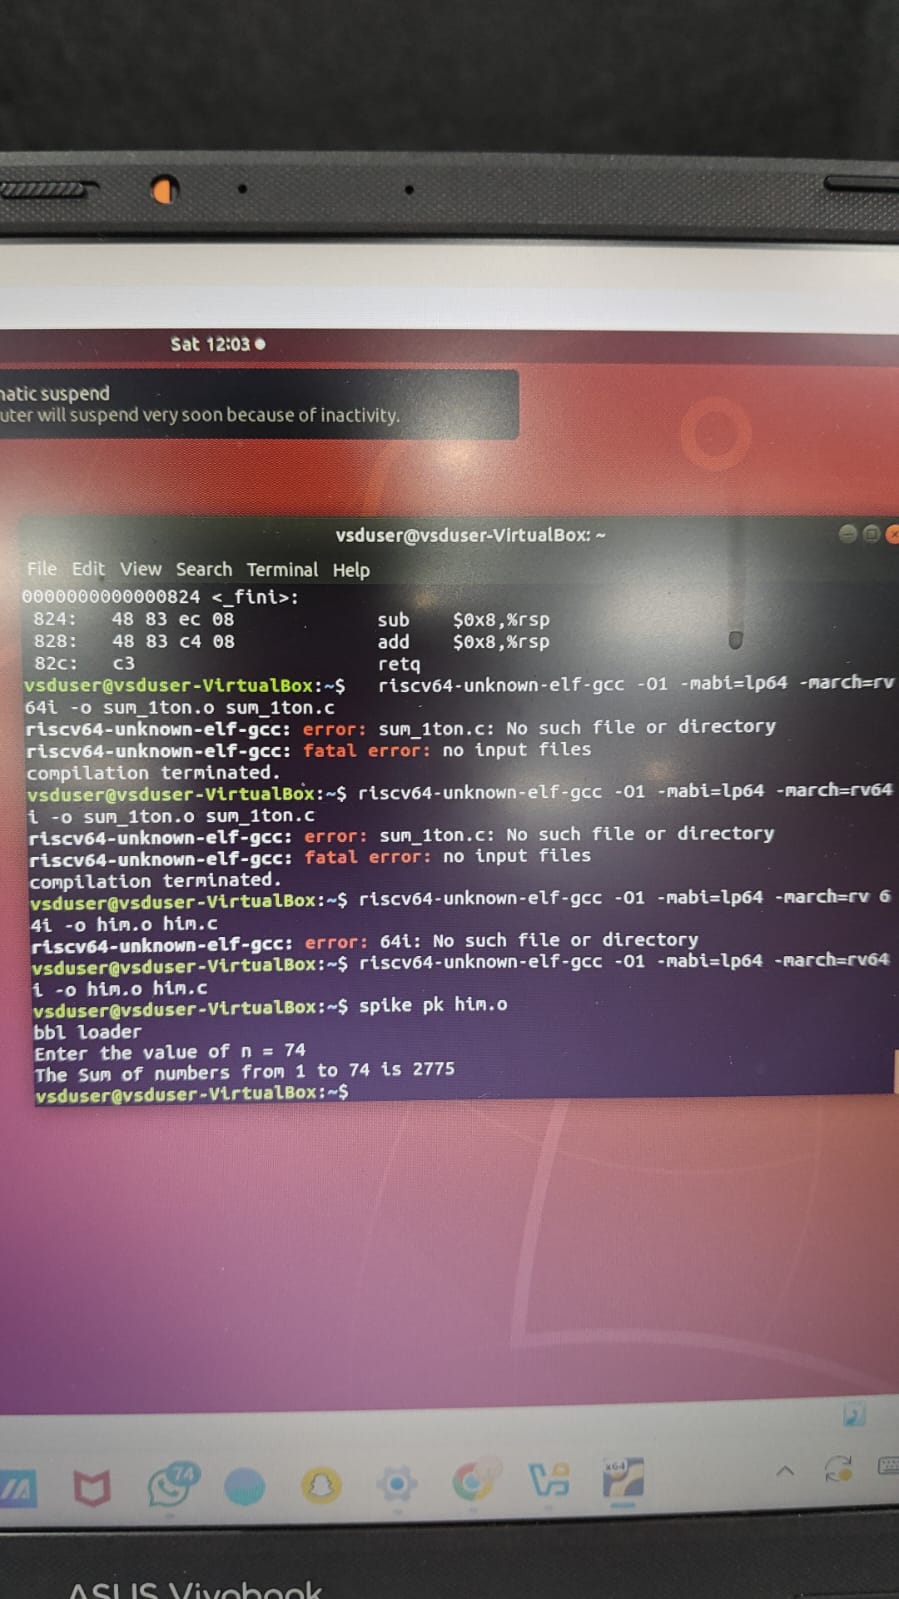 Sat 12:03
natic suspend
uter will suspend very soon because of inactivity.
vsduser@vsduser-VirtualBox: ~
File Edit View Search Terminal Help
0000000000000824 <_fini>:
824: 48 83 ec 08 sub $0x8,%rsp
828: 48 83 c4 08 add $0x8,%rsp
82c: c3 retq
vsduser@vsduser-VirtualBox:~$ riscv64-unknown-elf-gcc -O1 -mabi=lp64 -march=rv
64i -o sum_1ton.o sum_1ton.c
riscv64-unknown-elf-gcc: error: sum_1ton.c: No such file or directory
riscv64-unknown-elf-gcc: fatal error: no input files
compilation terminated.
vsduser@vsduser-VirtualBox:~$ riscv64-unknown-elf-gcc -O1 -mabi=lp64 -march=rv64
i -o sum_1ton.o sum_1ton.c
riscv64-unknown-elf-gcc: error: sum_1ton.c: No such file or directory
riscv64-unknown-elf-gcc: fatal error: no input files
compilation terminated.
vsduser@vsduser-VirtualBox:~$ riscv64-unknown-elf-gcc -O1 -mabi=lp64 -march=rv 6
4i -o him.o him.c
riscv64-unknown-elf-gcc: error: 64i: No such file or directory
vsduser@vsduser-VirtualBox:~$ riscv64-unknown-elf-gcc -O1 -mabi=lp64 -march=rv64
i -o him.o him.c
vsduser@vsduser-VirtualBox:~$ spike pk him.o
bbl loader
Enter the value of n = 74
The Sum of numbers from 1 to 74 is 2775
vsduser@vsduser-VirtualBox:~$
74
x64
ASUS Vivobook